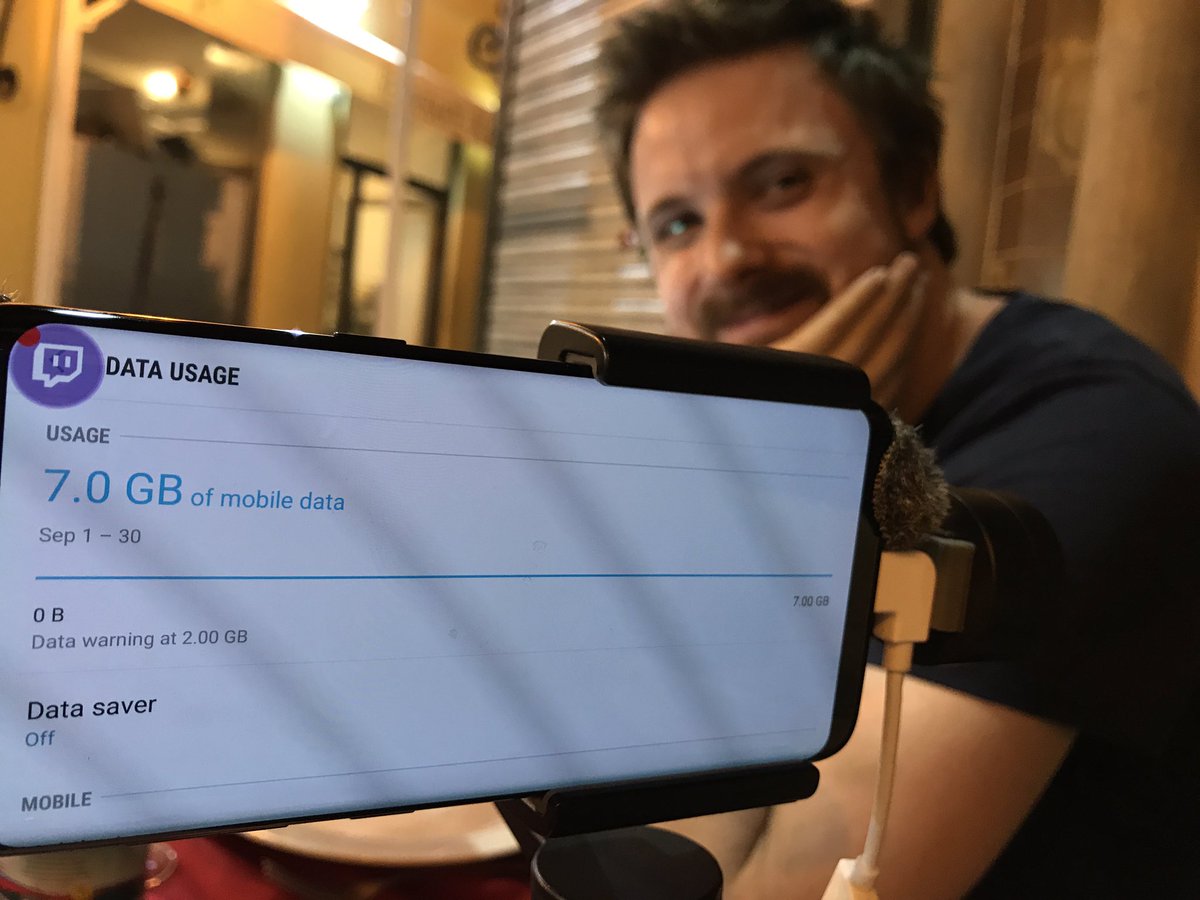 DATA USAGE
USAGE
7.0 GB of mobile data
Sep 1 – 30
7.00 GB
0 B
Data warning at 2.00 GB
Data saver
Off
MOBILE